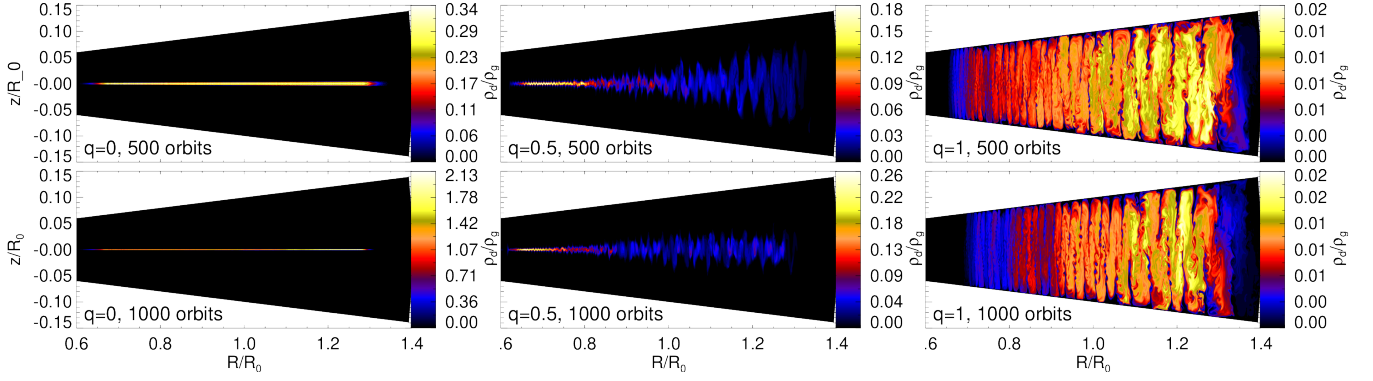 z/R_0
0.15
0.10
0.05
-0.00
-0.05
-0.10
-0.15
q=0, 500 orbits
0.34
0.29
0.23
0.17
0.11
0.06
0.00
ρd/ρg
q=0.5, 500 orbits
0.18
0.15
0.12
0.09
0.06
0.03
0.00
ρd/ρg
q=1, 500 orbits
0.02
0.01
0.01
0.01
0.01
0.00
0.00
ρd/ρg
z/R0
0.15
0.10
0.05
-0.00
-0.05
-0.10
-0.15
q=0, 1000 orbits
2.13
1.78
1.42
1.07
0.71
0.36
0.00
ρd/ρg
q=0.5, 1000 orbits
0.26
0.22
0.17
0.13
0.09
0.04
0.00
ρd/ρg
q=1, 1000 orbits
0.02
0.02
0.01
0.01
0.01
0.00
0.00
ρd/ρg
0.6 0.8 1.0 1.2 1.4
R/R0
.6 0.8 1.0 1.2 1.4
R/R0
.6 0.8 1.0 1.2 1.4
R/R0